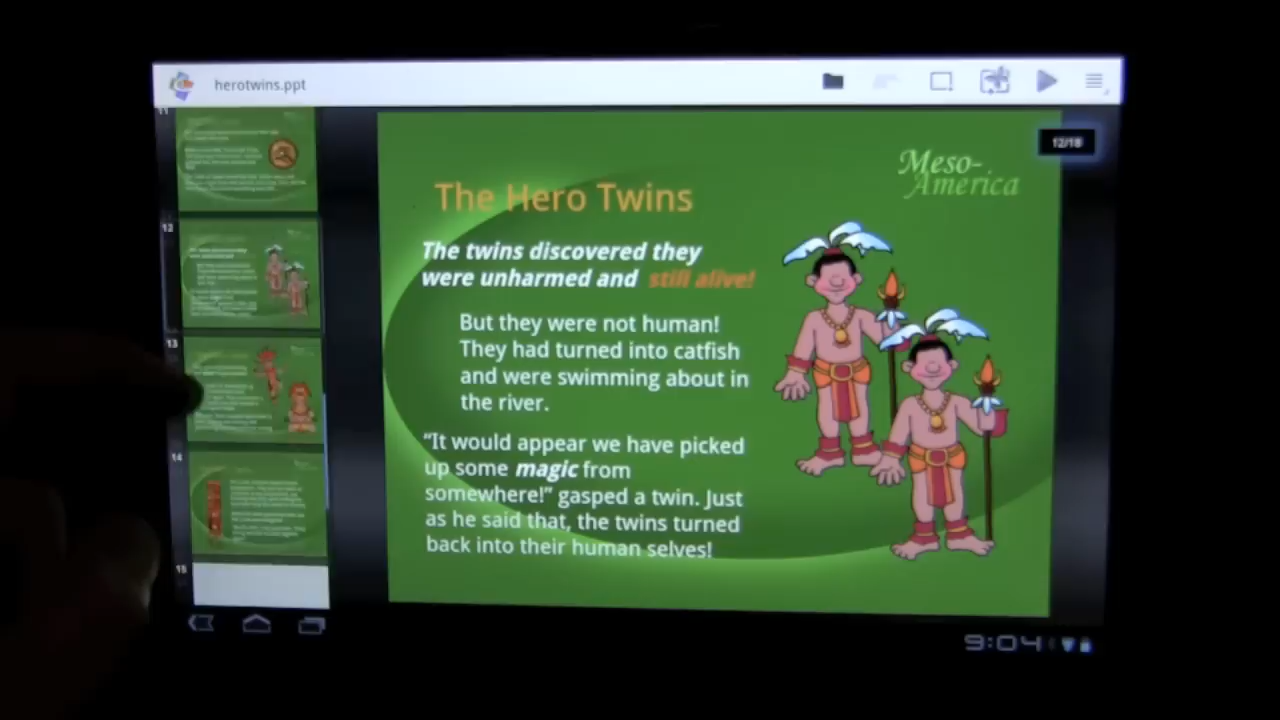 herotwins.ppt
11
12
13
14
15
12/18
Meso-
America
The Hero Twins
The twins discovered they
were unharmed and still alive!
But they were not human!
They had turned into catfish
and were swimming about in
the river.
“It would appear we have picked
up some magic from
somewhere!” gasped a twin. Just
as he said that, the twins turned
back into their human selves!
9:04